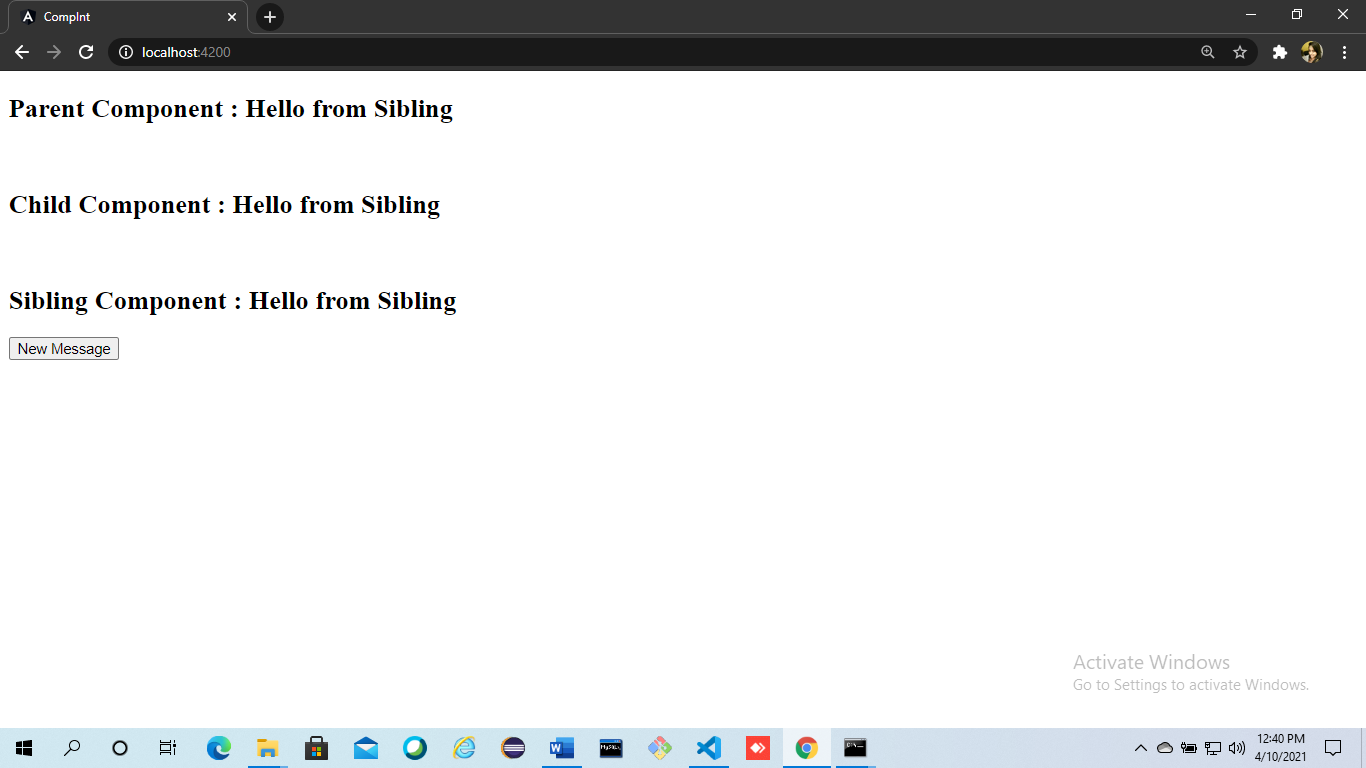 CompInt
localhost:4200
Parent Component : Hello from Sibling
Child Component : Hello from Sibling
Sibling Component : Hello from Sibling
New Message
Activate Windows
Go to Settings to activate Windows.
12:40 PM
4/10/2021